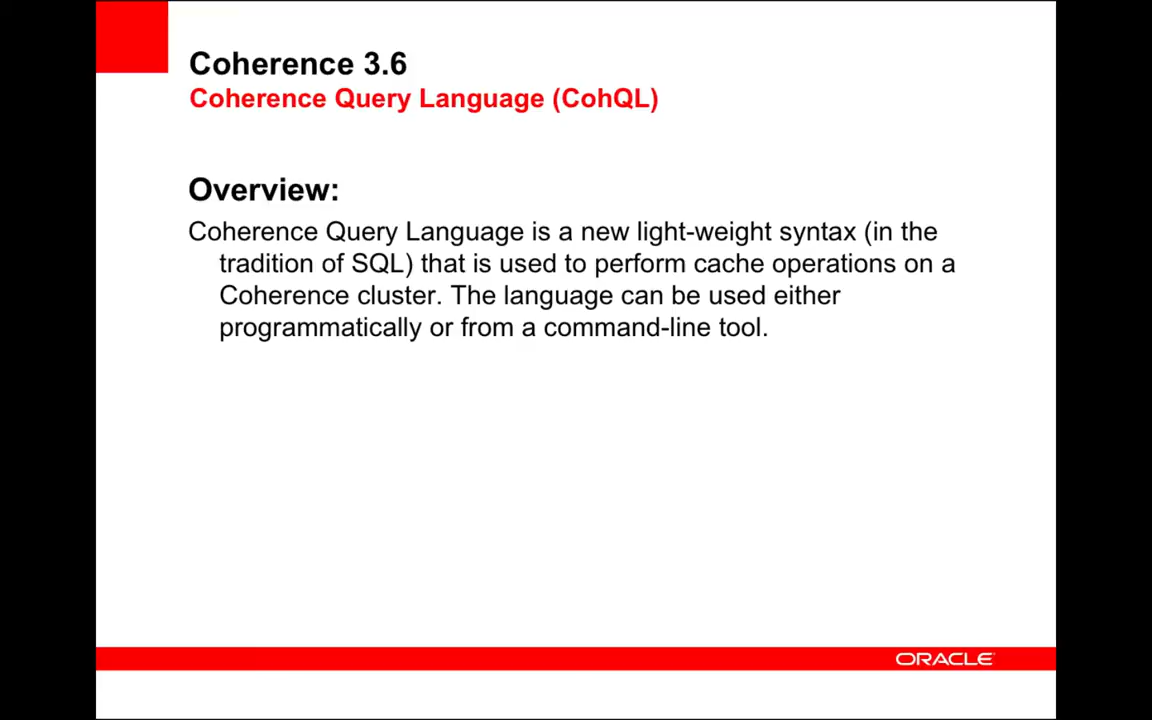 Coherence 3.6
Coherence Query Language (CohQL)
Overview:
Coherence Query Language is a new light-weight syntax (in the
tradition of SQL) that is used to perform cache operations on a
Coherence cluster. The language can be used either
programmatically or from a command-line tool.
ORACLE